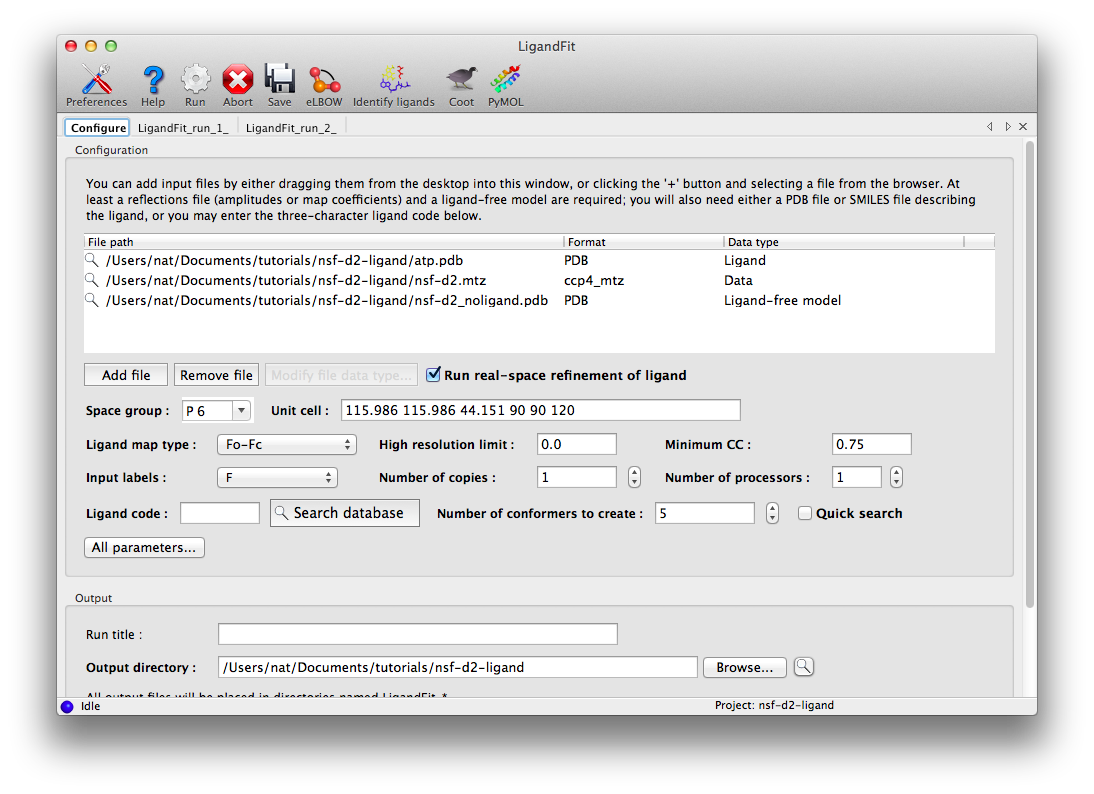 LigandFit
Preferences Help Run Abort Save eLBOW Identify ligands Coot PyMOL
Configure LigandFit_run_1_ LigandFit_run_2_
Configuration
You can add input files by either dragging them from the desktop into this window, or clicking the '+' button and selecting a file from the browser. At
least a reflections file (amplitudes or map coefficients) and a ligand-free model are required; you will also need either a PDB file or SMILES file describing
the ligand, or you may enter the three-character ligand code below.
File path Format Data type
/Users/nat/Documents/tutorials/nsf-d2-ligand/atp.pdb PDB Ligand
/Users/nat/Documents/tutorials/nsf-d2-ligand/nsf-d2.mtz ccp4_mtz Data
/Users/nat/Documents/tutorials/nsf-d2-ligand/nsf-d2_noligand.pdb PDB Ligand-free model
Add file Remove file Modify file data type... Run real-space refinement of ligand
Space group : P 6 Unit cell : 115.986 115.986 44.151 90 90 120
Ligand map type : Fo-Fc High resolution limit : 0.0 Minimum CC : 0.75
Input labels : F Number of copies : 1 Number of processors : 1
Ligand code : Search database Number of conformers to create : 5 Quick search
All parameters...
Output
Run title :
Output directory : /Users/nat/Documents/tutorials/nsf-d2-ligand Browse...
All output files will be placed in directories named LigandFit_*
Idle Project: nsf-d2-ligand